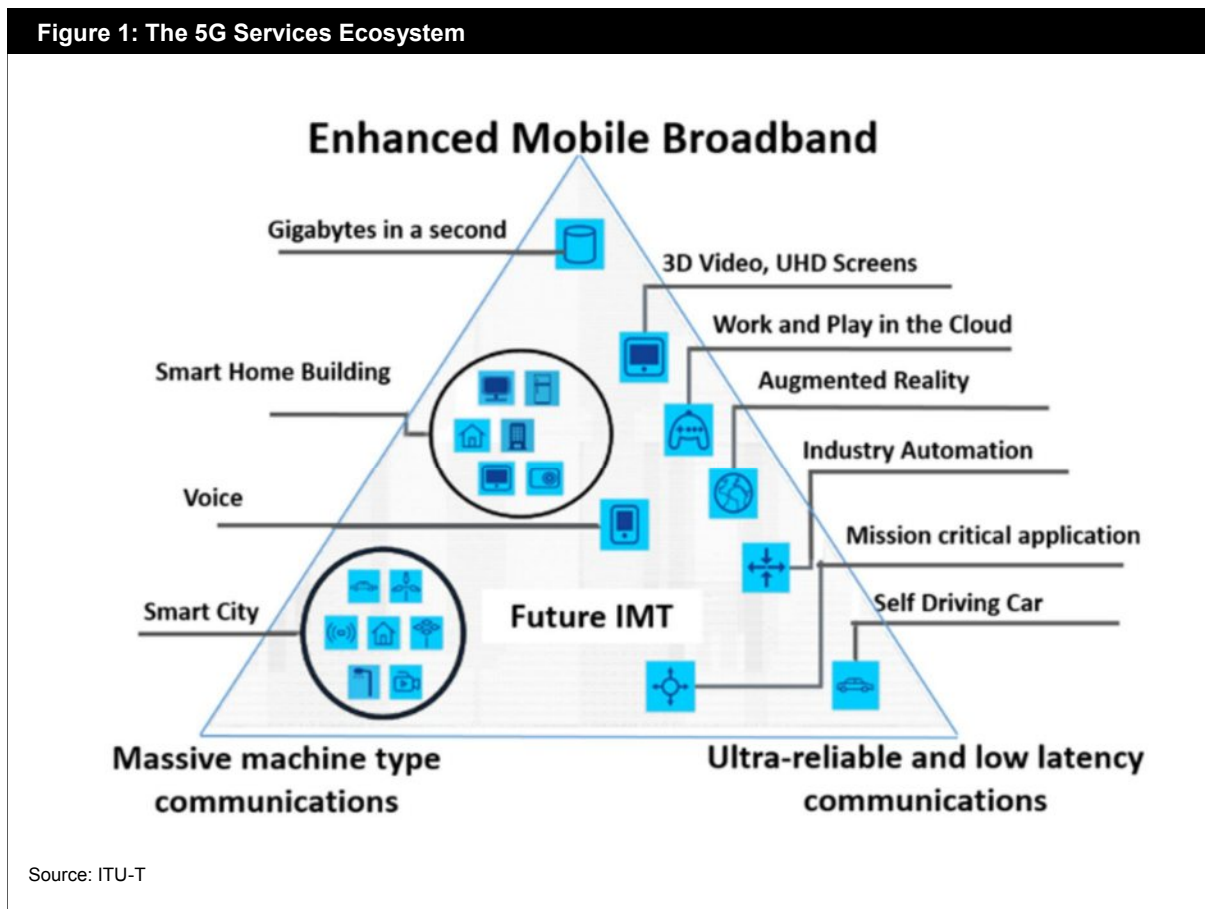 Figure 1: The 5G Services Ecosystem
Enhanced Mobile Broadband
Gigabytes in a second
3D Video, UHD Screens
Work and Play in the Cloud
Smart Home Building
Augmented Reality
Industry Automation
Voice
Mission critical application
Smart City
Future IMT
Self Driving Car
Massive machine type
communications
Ultra-reliable and low latency
communications
Source: ITU-T